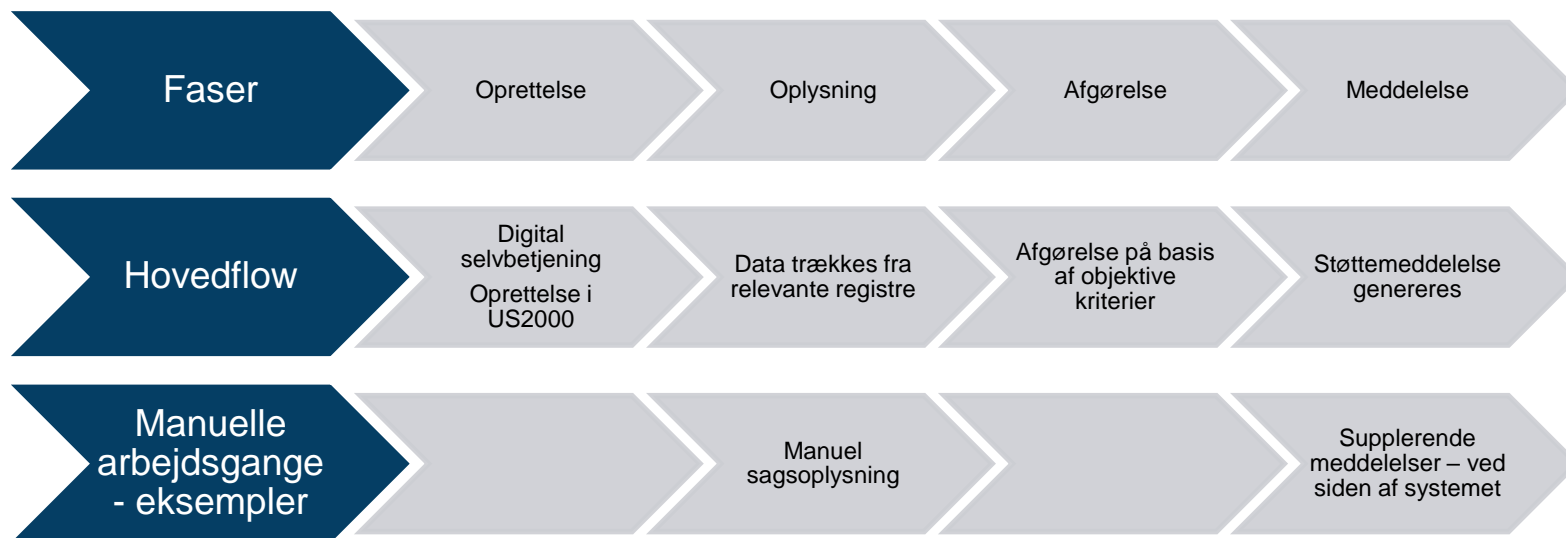 Faser
Oprettelse
Oplysning
Afgørelse
Meddelelse
Hovedflow
Digital
selvbetjening
Oprettelse i
US2000
Data trækkes fra
relevante registre
Afgørelse på basis
af objektive
kriterier
Støttemeddelelse
genereres
Manuelle
arbejdsgange
- eksempler
Manuel
sagsoplysning
Supplerende
meddelelser – ved
siden af systemet